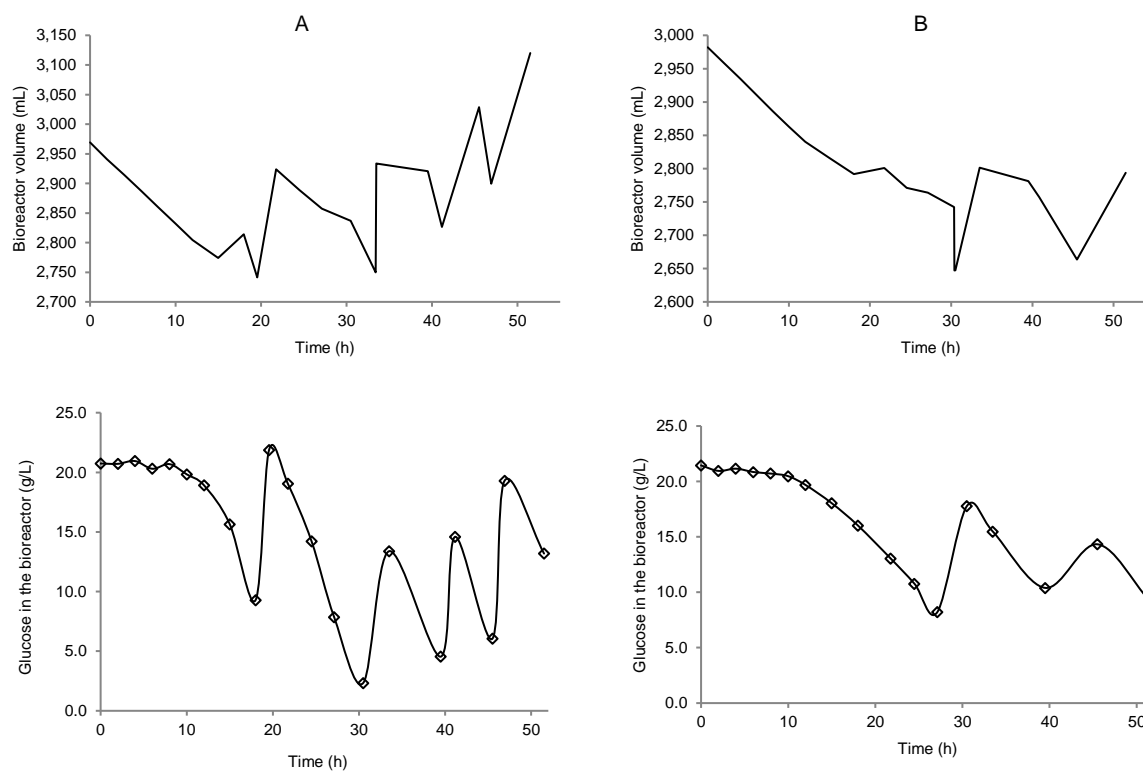 A
3,150
3,100
3,050
3,000
2,950
2,900
2,850
2,800
2,750
2,700
Bioreactor volume (mL)
0 10 20 30 40 50
Time (h)
B
3,000
2,950
2,900
2,850
2,800
2,750
2,700
2,650
2,600
Bioreactor volume (mL)
0 10 20 30 40 50
Time (h)
25.0
20.0
15.0
10.0
5.0
0.0
Glucose in the bioreactor (g/L)
0 10 20 30 40 50
Time (h)
25.0
20.0
15.0
10.0
5.0
0.0
Glucose in the bioreactor (g/L)
0 10 20 30 40 50
Time (h)